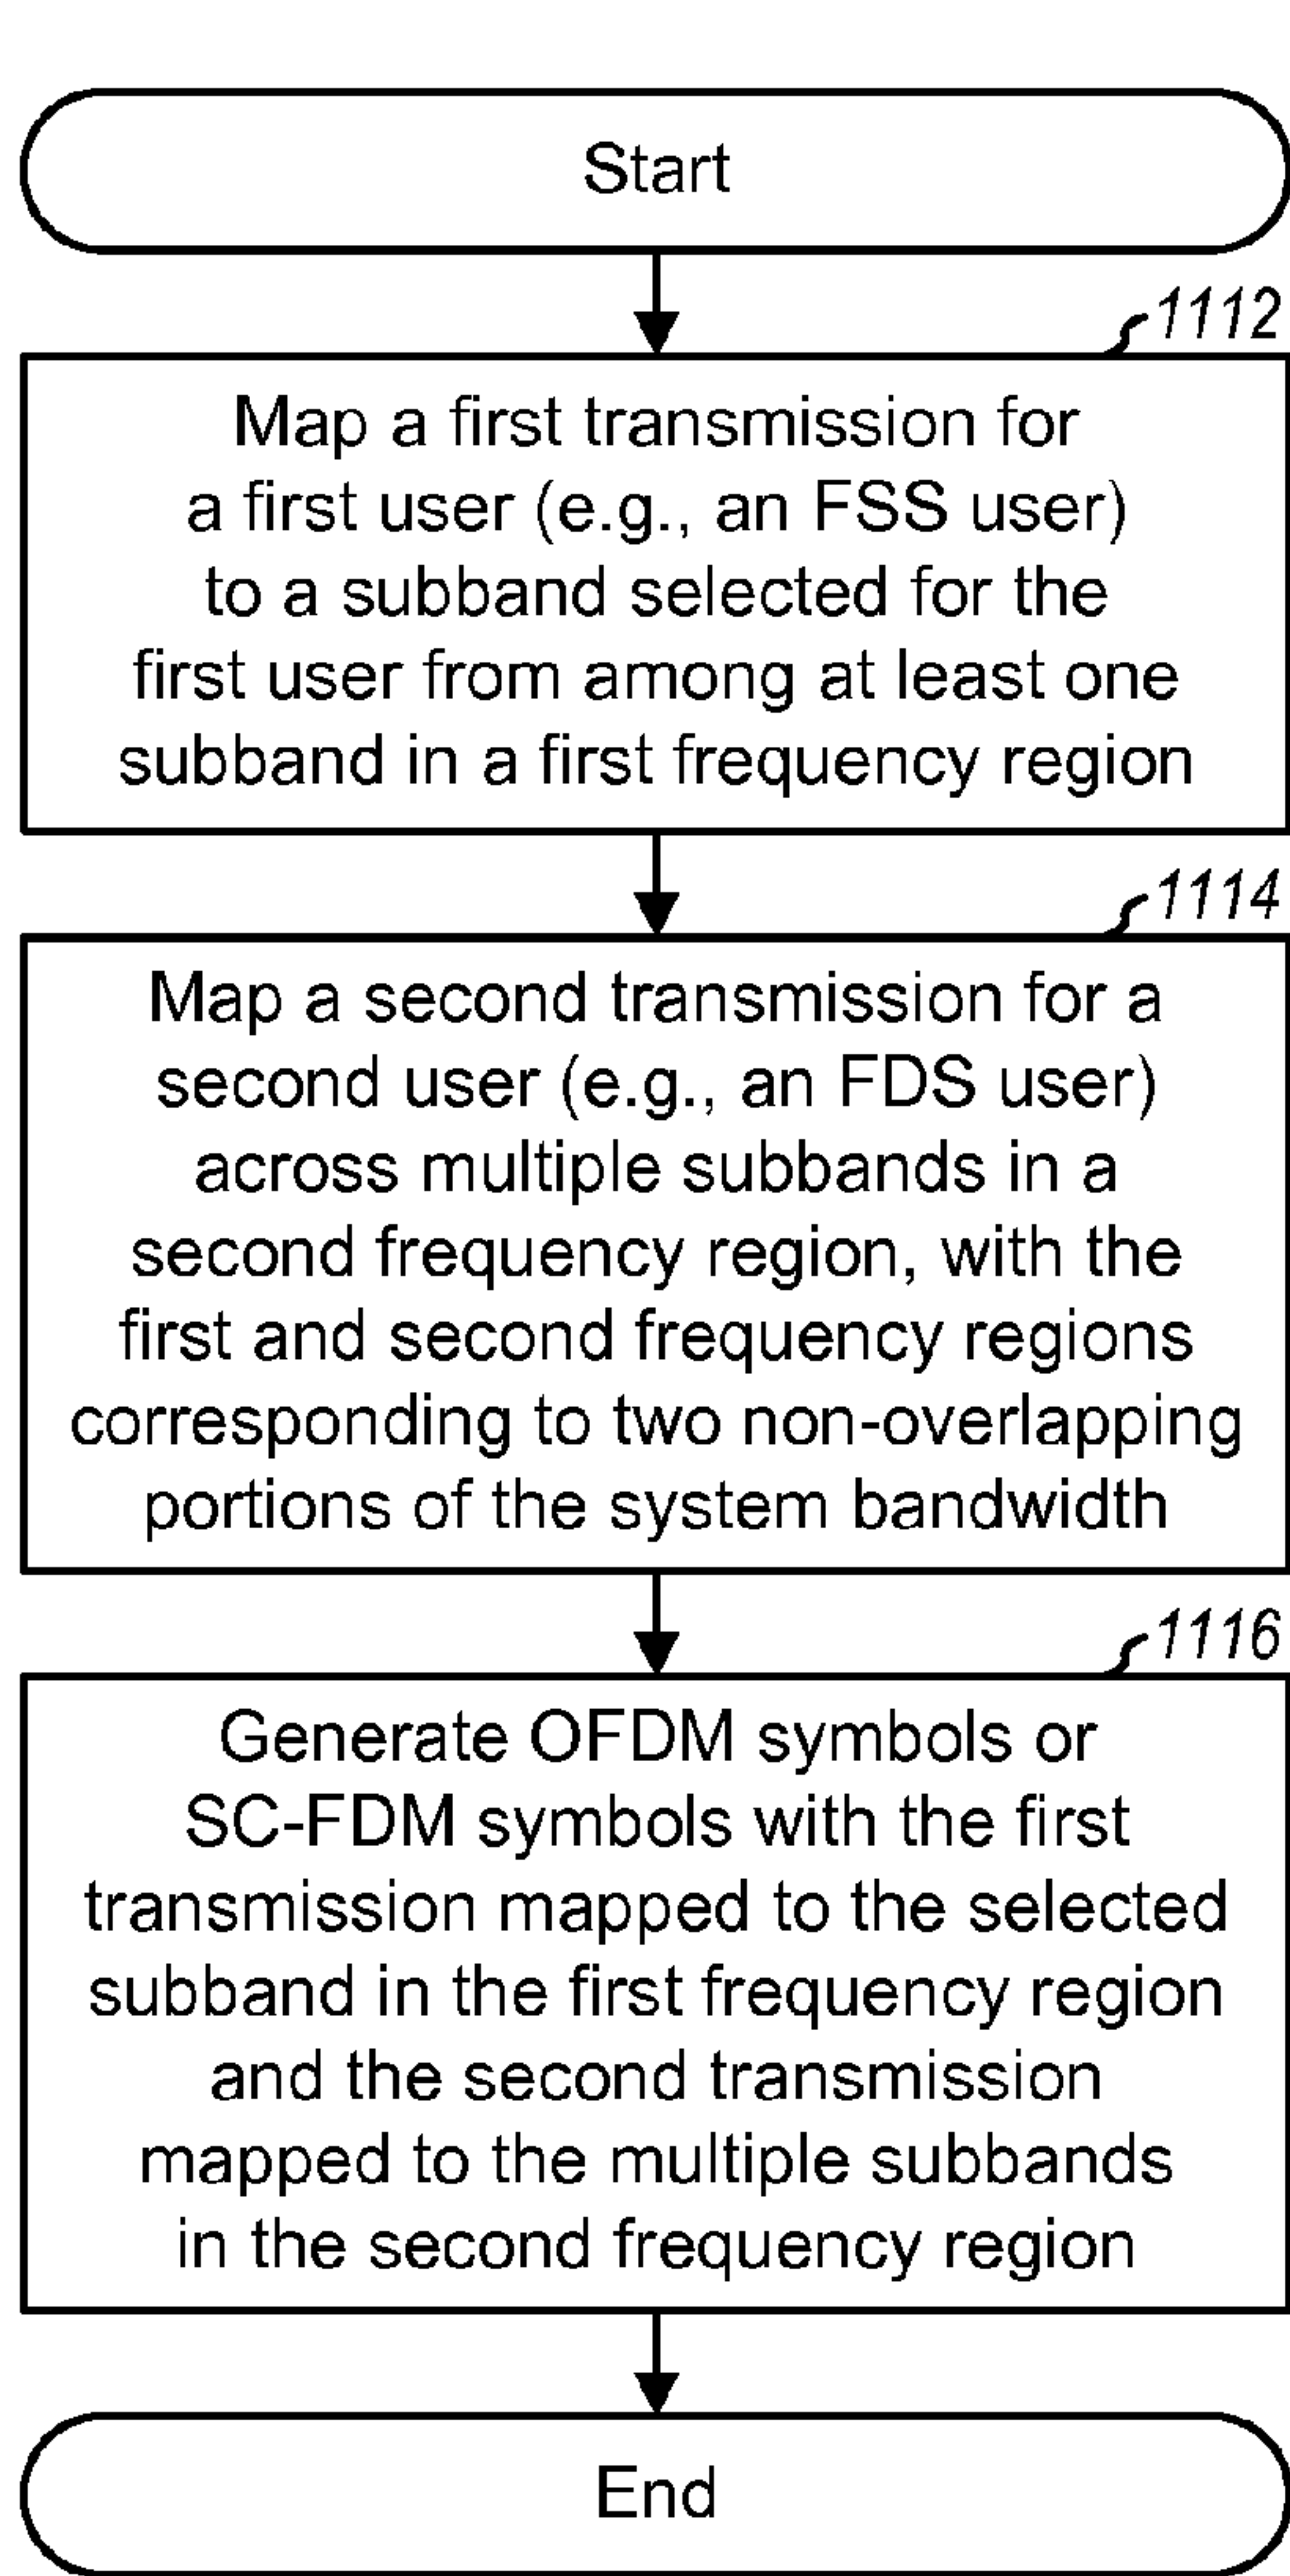 Start
1112
Map a first transmission for
a first user (e.g., an FSS user)
to a subband selected for the
first user from among at least one
subband in a first frequency region
1114
Map a second transmission for a
second user (e.g., an FDS user)
across multiple subbands in a
second frequency region, with the
first and second frequency regions
corresponding to two non-overlapping
portions of the system bandwidth
1116
Generate OFDM symbols or
SC-FDM symbols with the first
transmission mapped to the selected
subband in the first frequency region
and the second transmission
mapped to the multiple subbands
in the second frequency region
End